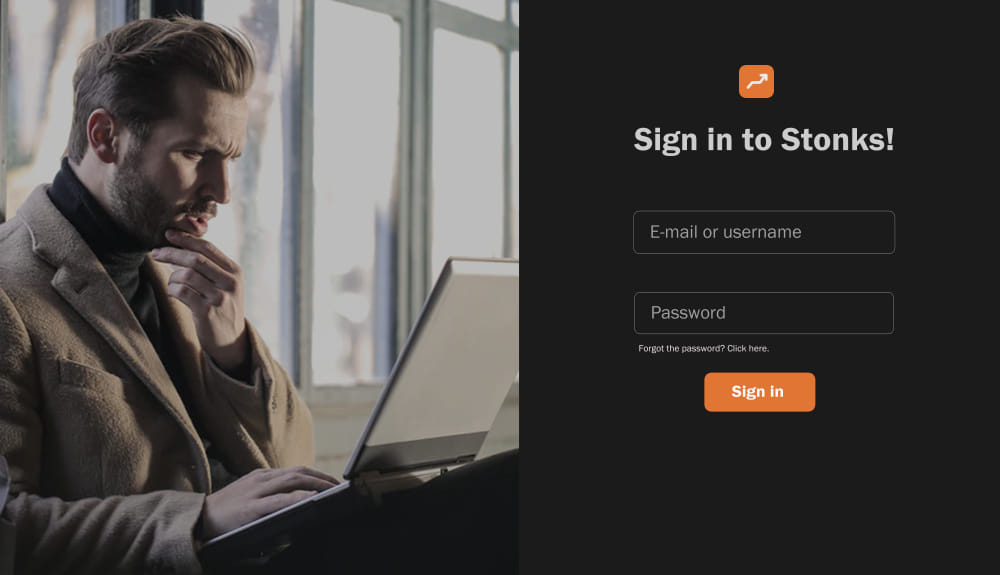 Sign in to Stonks!
E-mail or username
Password
Forgot the password? Click here.
Sign in